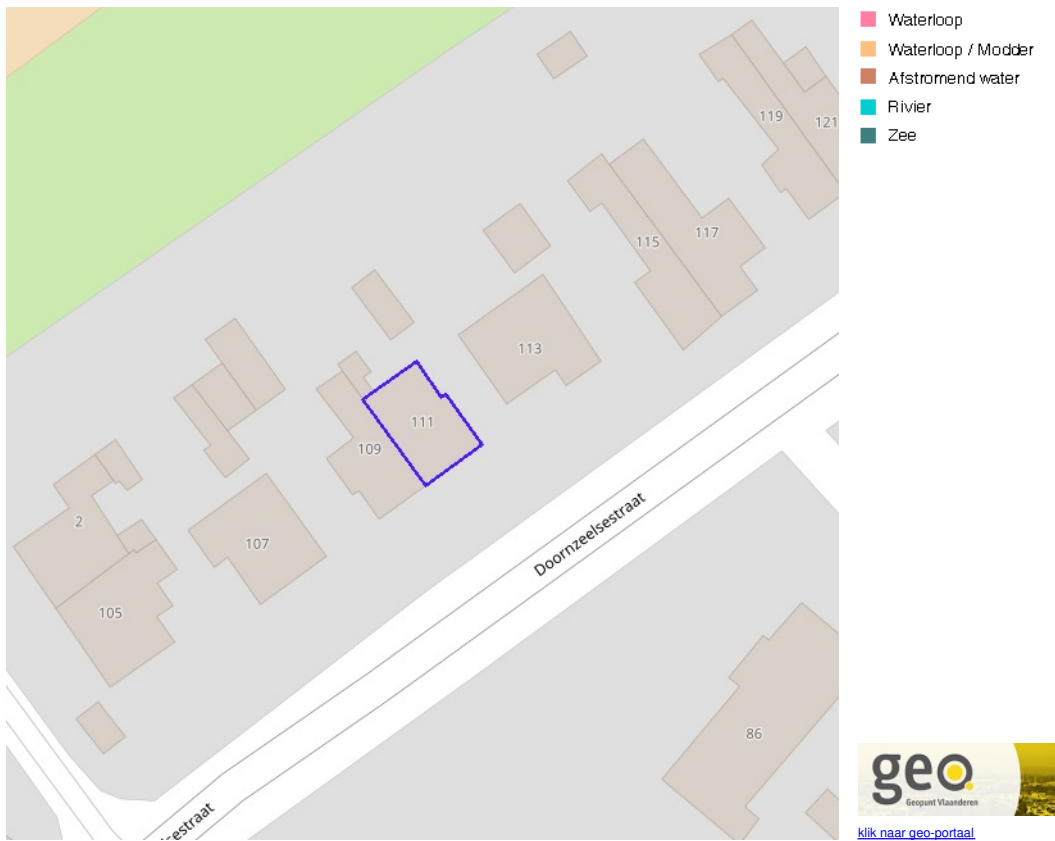 Waterloop
Waterloop / Modder
Afstromend water
Rivier
Zee
119
121
117
115
113
111
109
2
107
Doornzeelsestraat
105
86
lsestraat
geo.
Geopunt Vlaanderen
klik naar geo-portaal